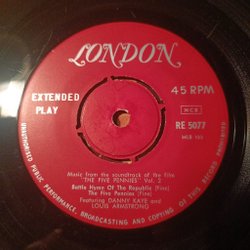 LONDON
EXTENDED PLAY
45 RPM
MCB
RE 5077
Music from the soundtrack of the film
"THE FIVE PENNIES" Vol. 2
Battle Hymn Of The Republic (Fine)
The Five Pennies (Fine)
Featuring DANNY KAYE and
LOUIS ARMSTRONG
UNAUTHORISED PUBLIC PERFORMANCE, BROADCASTING AND COPYING OF THIS RECORD